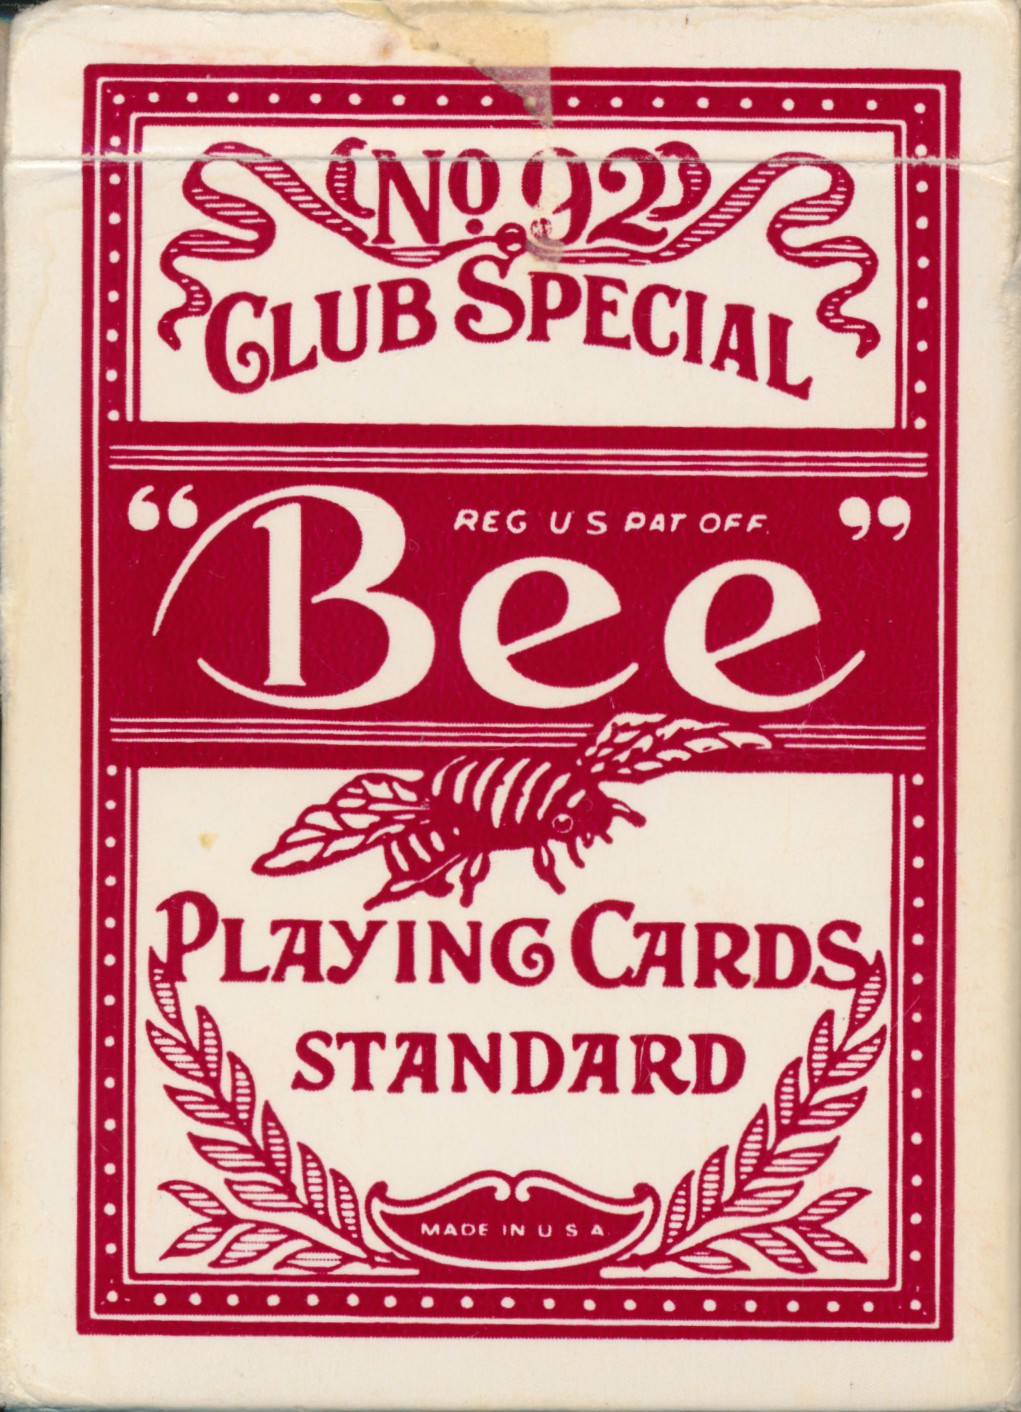 No. 92
CLUB SPECIAL
REG U S PAT OFF.
“Bee”
PLAYING CARDS
STANDARD
MADE IN U S A